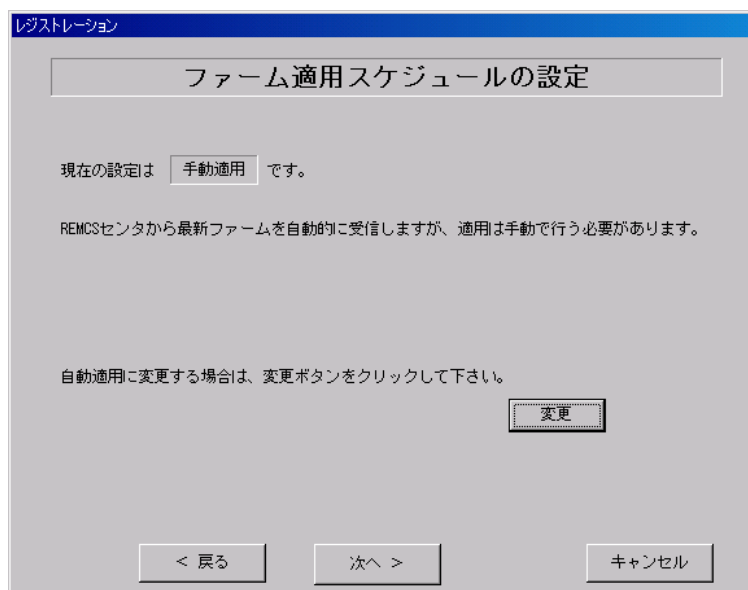 レジストレーション
ファーム適用スケジュールの設定
現在の設定は 手動適用 です。
REMCSセンタから最新ファームを自動的に受信しますが、適用は手動で行う必要があります。
自動適用に変更する場合は、変更ボタンをクリックして下さい。
変更
< 戻る 次へ > キャンセル